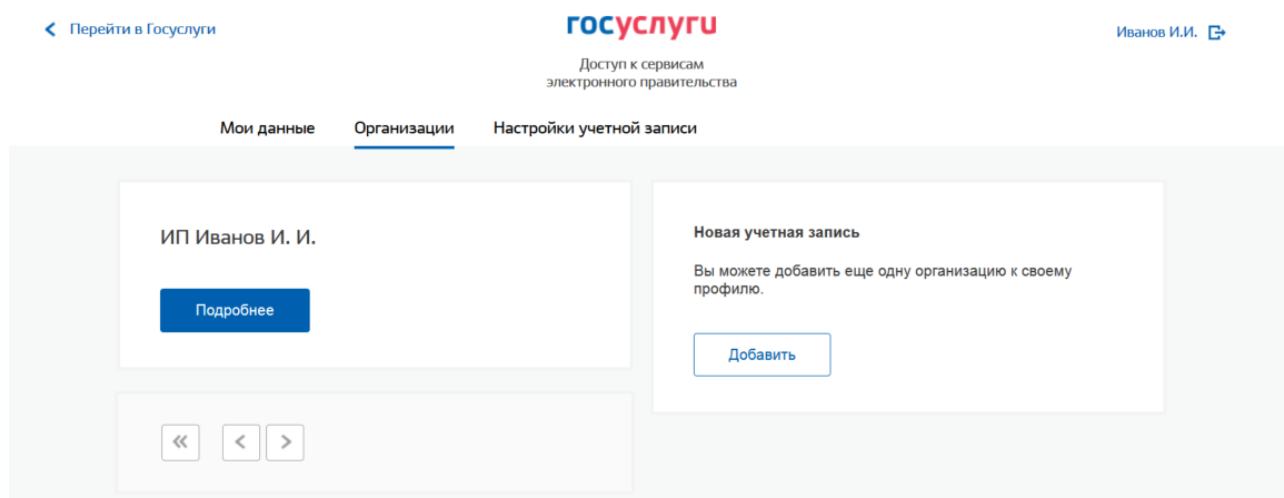 Перейти в Госуслуги
госуслуги
Иванов И.И.
Доступ к сервисам
электронного правительства
Мои данные
Организации
Настройки учетной записи
ИП Иванов И. И.
Подробнее
Новая учетная запись
Вы можете добавить еще одну организацию к своему
профилю.
Добавить